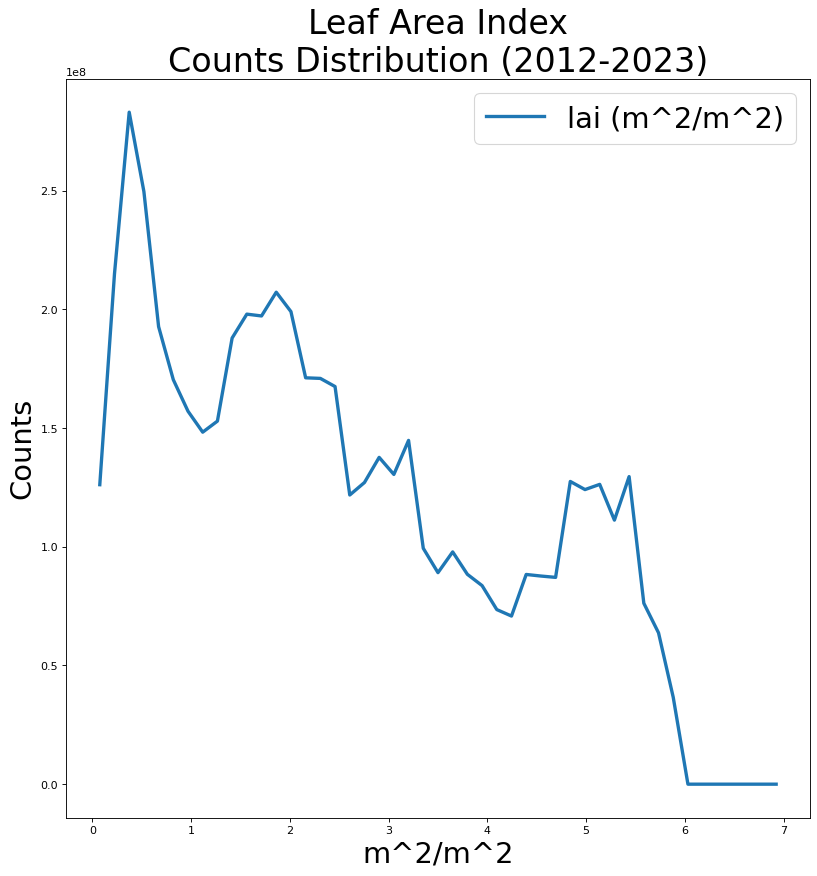 Leaf Area Index
Counts Distribution (2012-2023)
1e8
lai (m^2/m^2)
2.5
2.0
1.5
1.0
0.5
0.0
Counts
0 1 2 3 4 5 6 7
m^2/m^2